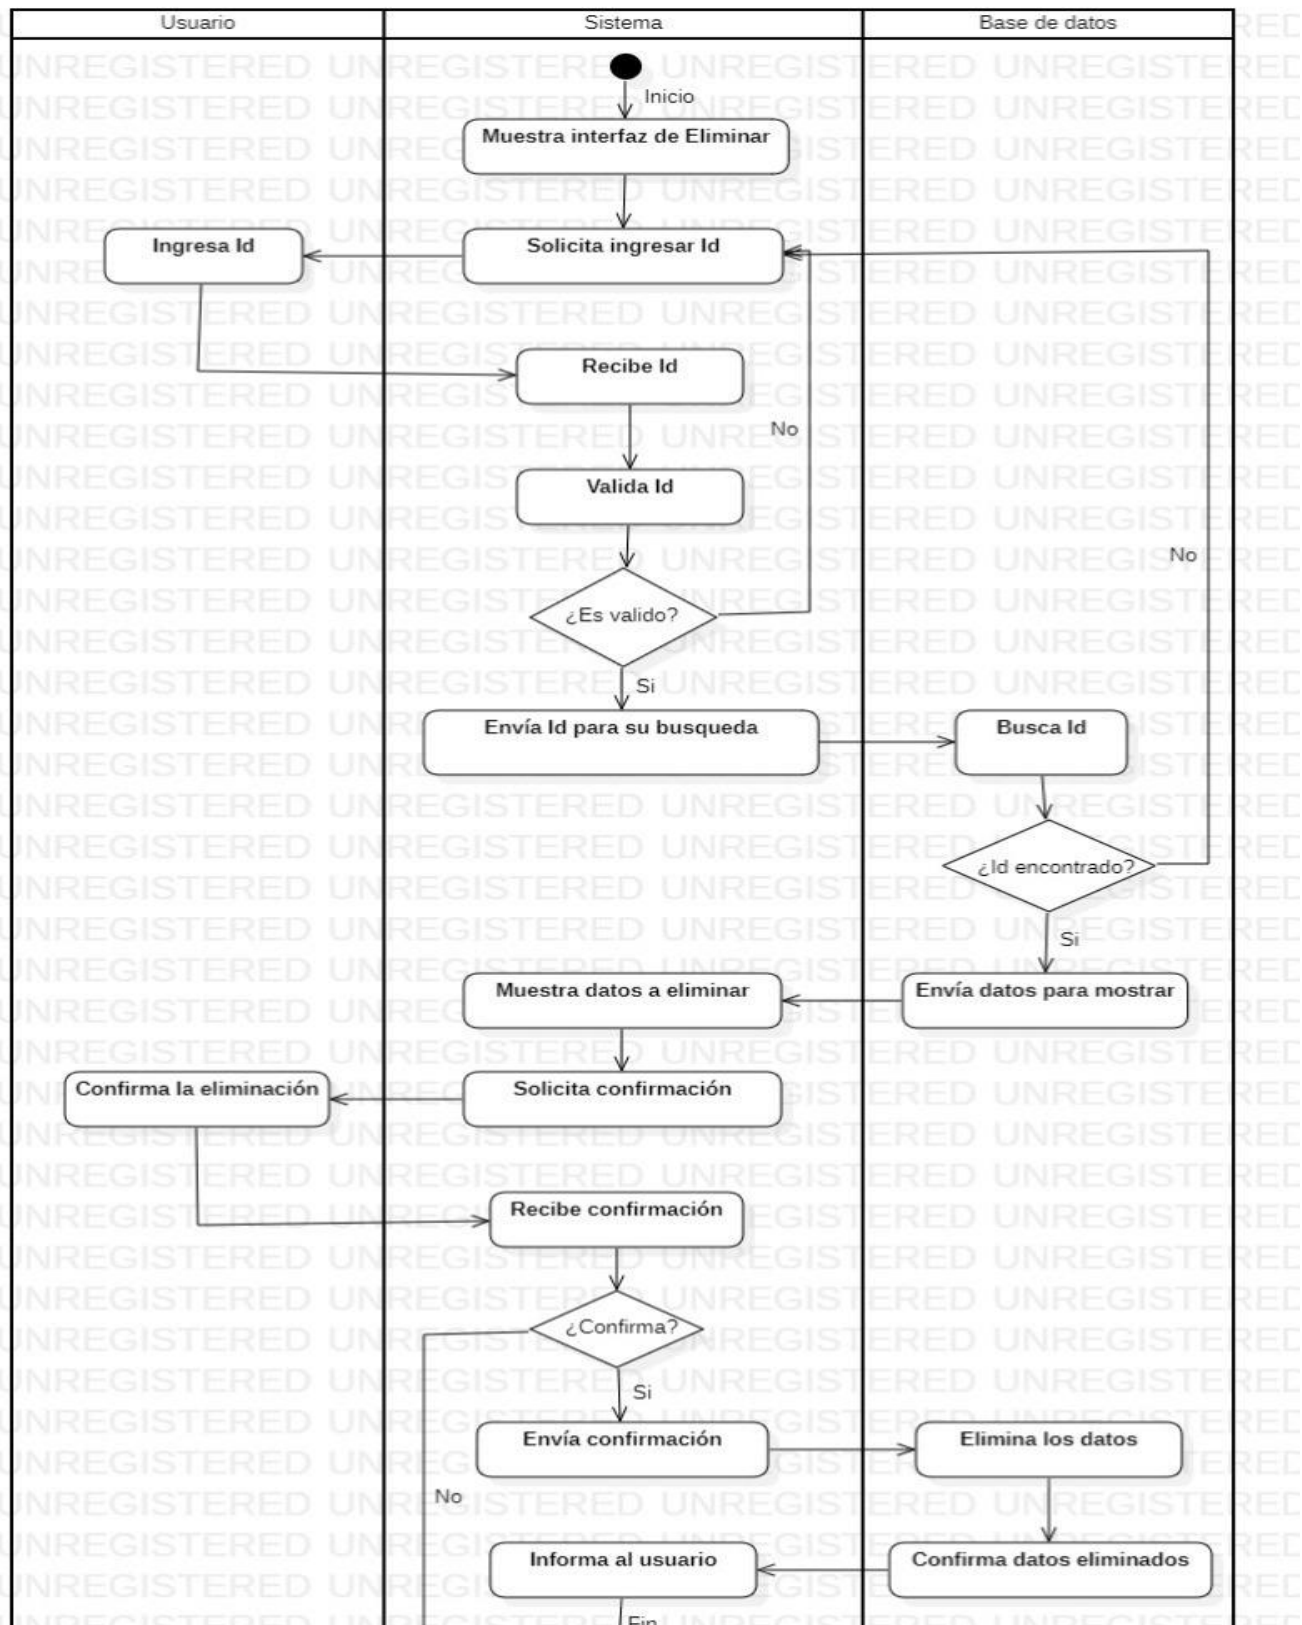 Usuario
Sistema
Base de datos
Inicio
Muestra interfaz de Eliminar
Ingresa Id
Solicita ingresar Id
Recibe Id
No
Valida Id
No
¿Es valido?
Si
Envía Id para su busqueda
Busca Id
¿Id encontrado?
Si
Muestra datos a eliminar
Envía datos para mostrar
Confirma la eliminación
Solicita confirmación
Recibe confirmación
¿Confirma?
Si
Envía confirmación
Elimina los datos
No
Informa al usuario
Confirma datos eliminados
Fin
UNREGISTERED